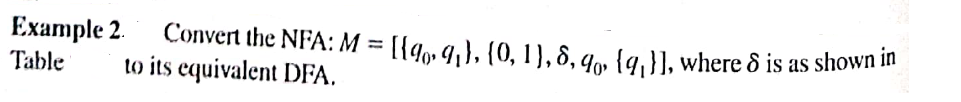 Example 2. Convert the NFA: M = [{q₀, q₁}, {0, 1}, δ, q₀, {q₁}], where δ is as shown in
Table to its equivalent DFA.